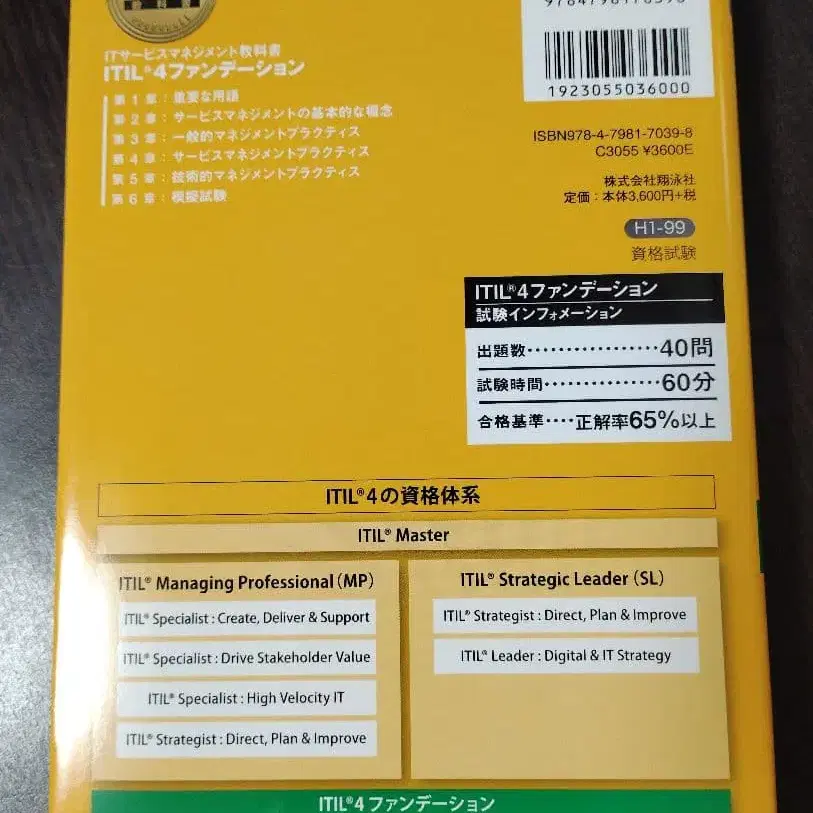 教科書
ITサービスマネジメント教科書
ITIL®4ファンデーション
第1章：重要な用語
第2章：サービスマネジメントの基本的な概念
第3章：一般的マネジメントプラクティス
第4章：サービスマネジメントプラクティス
第5章：技術的マネジメントプラクティス
第6章：模擬試験
1923055036000
ISBN978-4-7981-7039-8
C3055 ¥3600E
株式会社翔泳社
定価：本体3,600円+税
H1-99
資格試験
ITIL®4ファンデーション
試験インフォメーション
出題数･････････････････40問
試験時間･･･････････････60分
合格基準････正解率65%以上
ITIL®4の資格体系
ITIL® Master
ITIL® Managing Professional（MP）
ITIL® Specialist : Create, Deliver & Support
ITIL® Specialist : Drive Stakeholder Value
ITIL® Specialist : High Velocity IT
ITIL® Strategist : Direct, Plan & Improve
ITIL® Strategic Leader（SL）
ITIL® Strategist : Direct, Plan & Improve
ITIL® Leader : Digital & IT Strategy
ITIL®4 ファンデーション